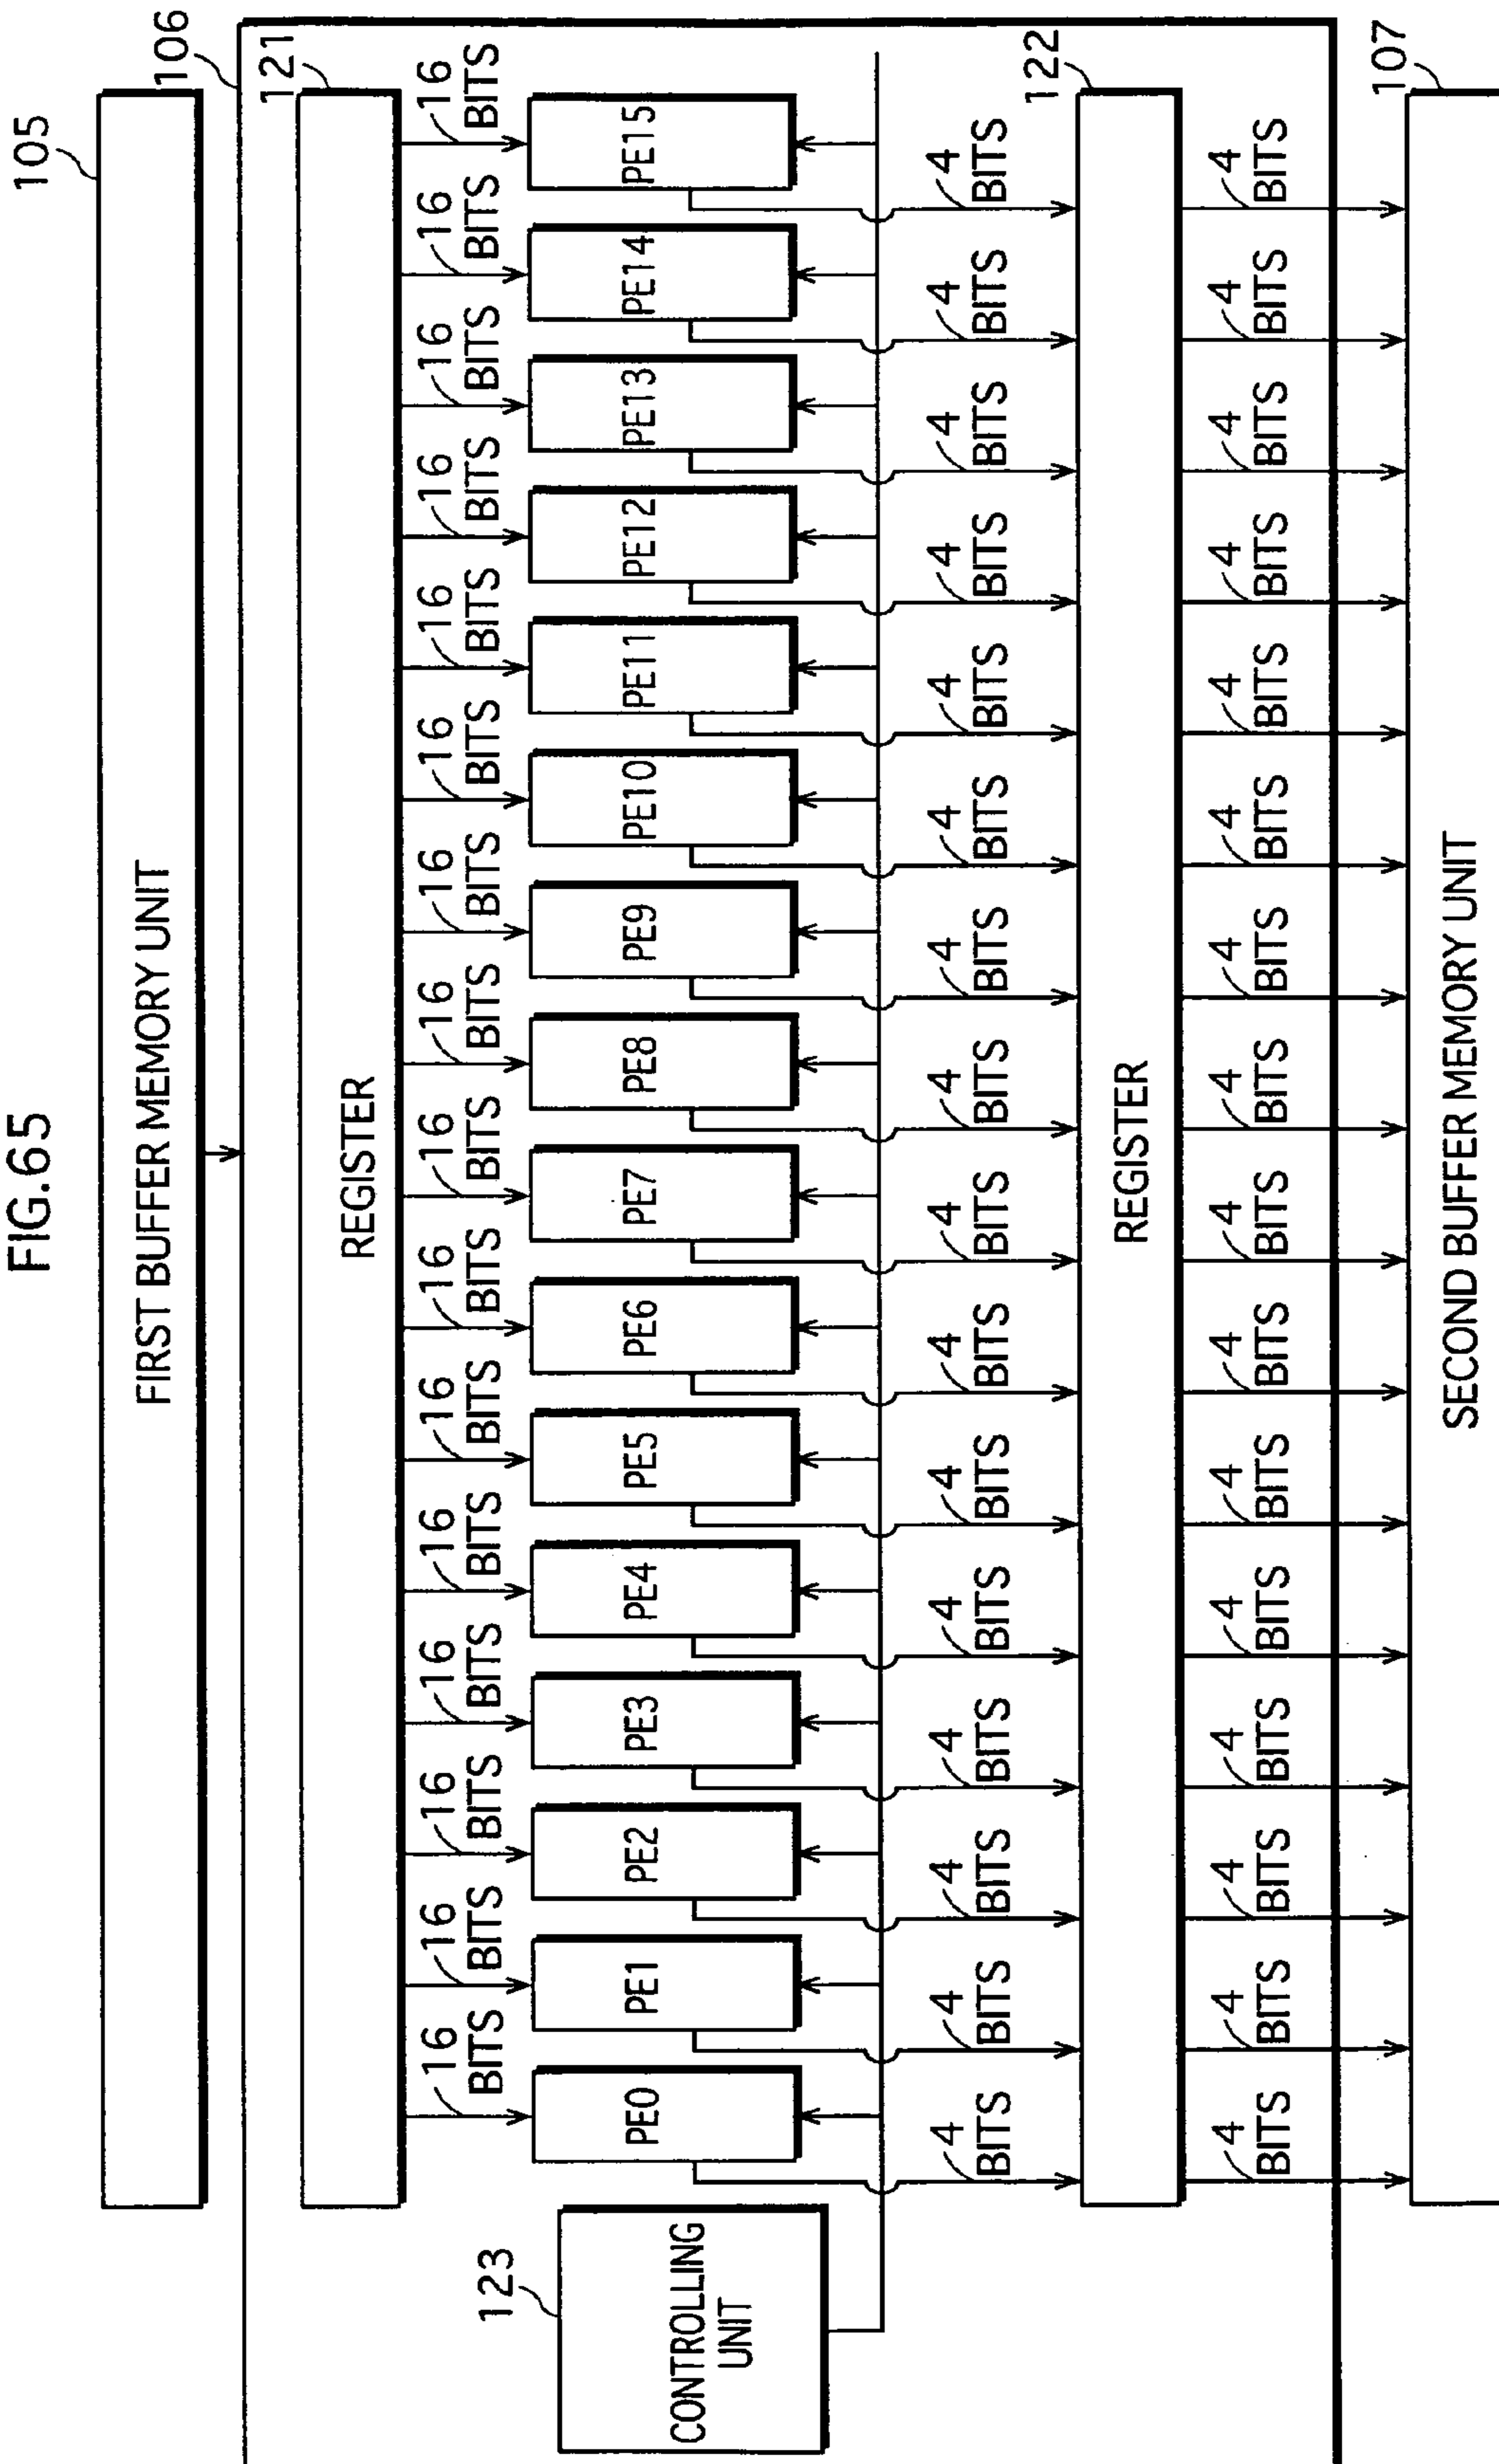 FIG.65
105
FIRST BUFFER MEMORY UNIT
106
121
REGISTER
16 16 16 16 16 16 16 16 16 16 16 16 16 16 16 16
BITS BITS BITS BITS BITS BITS BITS BITS BITS BITS BITS BITS BITS BITS BITS BITS
123
PE0 PE1 PE2 PE3 PE4 PE5 PE6 PE7 PE8 PE9 PE10 PE11 PE12 PE13 PE14 PE15
CONTROLLING
UNIT
4 4 4 4 4 4 4 4 4 4 4 4 4 4 4 4
BITS BITS BITS BITS BITS BITS BITS BITS BITS BITS BITS BITS BITS BITS BITS BITS
122
REGISTER
4 4 4 4 4 4 4 4 4 4 4 4 4 4 4 4
BITS BITS BITS BITS BITS BITS BITS BITS BITS BITS BITS BITS BITS BITS BITS BITS
107
SECOND BUFFER MEMORY UNIT